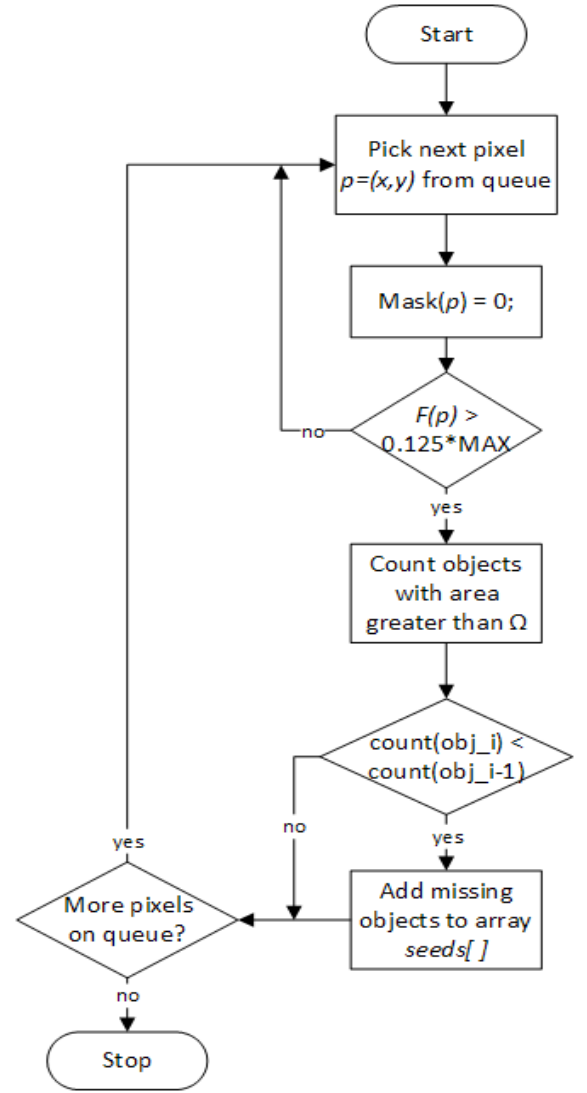 Start
Pick next pixel
p=(x,y) from queue
Mask(p) = 0;
F(p) >
0.125*MAX
no
yes
Count objects
with area
greater than Ω
count(obj_i) <
count(obj_i-1)
no
yes
Add missing
objects to array
seeds[ ]
yes
More pixels
on queue?
no
Stop